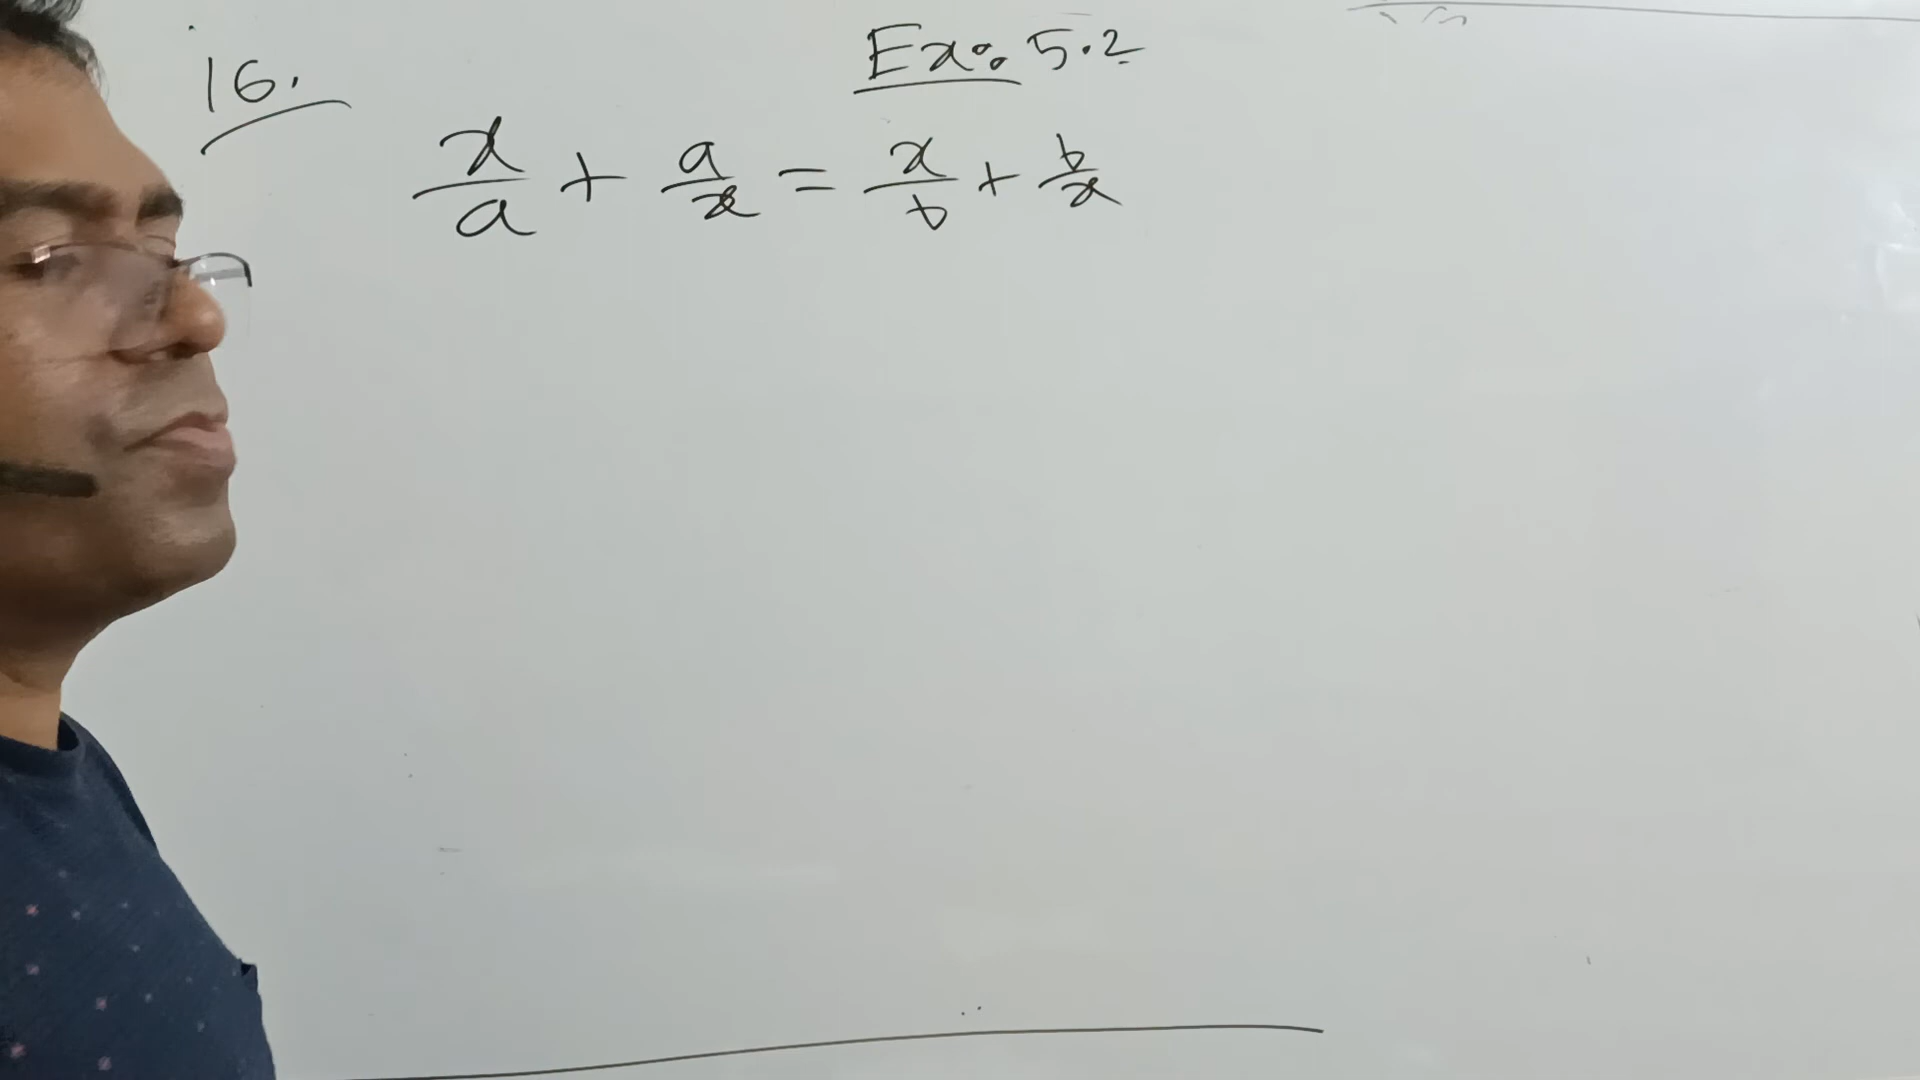 Ex: 5.2
16.
x/a + a/x = x/b + b/x